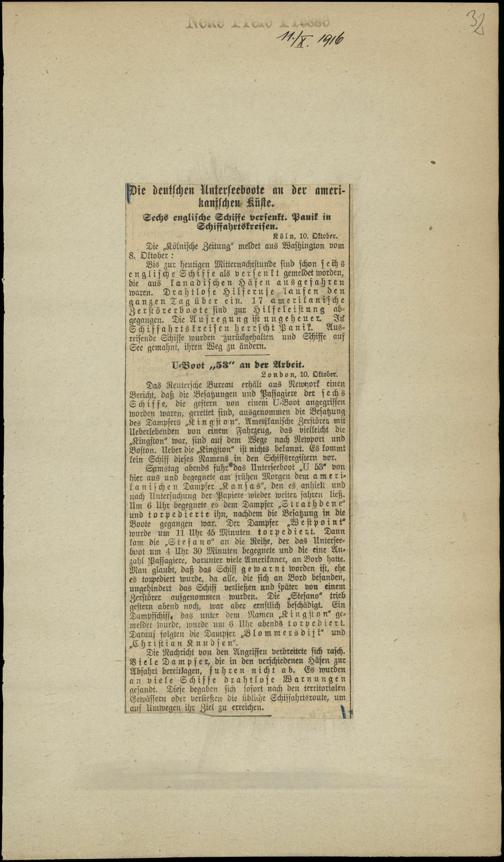 Neue Freie Presse
32
11./X. 1916
Die deutschen Unterseeboote an der ameri-
kanischen Küste.
Sechs englische Schiffe versenkt. Panik in
Schiffahrtskreisen.
Köln, 10. Oktober.
Die „Kölnische Zeitung" meldet aus Washington vom
8. Oktober:
Bis zur heutigen Mitternachtstunde sind schon sechs
englische Schiffe als versenkt gemeldet worden,
die aus kanadischen Häfen ausgefahren
waren. Drahtlose Hilferufe laufen den
ganzen Tag über ein. 17 amerikanische
Zerstörerboote sind zur Hilfeleistung ab-
gegangen. Die Aufregung ist ungeheuer. In
Schiffahrtskreisen herrscht Panik. Aus-
reisende Schiffe wurden zurückgehalten und Schiffe auf
See gemahnt, ihren Weg zu ändern.
U-Boot „53" an der Arbeit.
London, 10. Oktober.
Das Reutersche Bureau erhält aus Newyork einen
Bericht, daß die Besatzungen und Passagiere der sechs
Schiffe, die gestern von einem U-Boot angegriffen
worden waren, gerettet sind, ausgenommen die Besatzung
des Dampfers „Kingston". Amerikanische Zerstörer mit
Ueberlebenden von einem Fahrzeug, das vielleicht die
„Kingston" war, sind auf dem Wege nach Newport und
Boston. Ueber die „Kingston" ist nichts bekannt. Es kommt
kein Schiff dieses Namens in den Schiffsregistern vor.
Samstag abends fuhr das Unterseeboot „U 53" von
hier aus und begegnete am frühen Morgen dem ameri-
kanischen Dampfer „Kansas", den es anhielt und
nach Untersuchung der Papiere wieder weiter fahren ließ.
Um 6 Uhr begegnete es dem Dampfer „Strathdene"
und torpedierte ihn, nachdem die Besatzung in die
Boote gegangen war. Der Dampfer „Westpoint"
wurde um 11 Uhr 45 Minuten torpediert. Dann
kam die „Stefano" an die Reihe, der das Untersee-
boot um 4 Uhr 30 Minuten begegnete und die eine An-
zahl Passagiere, darunter viele Amerikaner, an Bord hatte.
Man glaubt, daß das Schiff gewarnt worden ist, ehe
es torpediert wurde, da alle, die sich an Bord befanden,
ungehindert das Schiff verließen und später von einem
Zerstörer aufgenommen wurden. Die „Stefano" trieb
gestern abend noch, war aber ernstlich beschädigt. Ein
Dampfschiff, das unter dem Namen „Kingston" ge-
meldet wurde, wurde um 6 Uhr abends torpediert.
Darauf folgten die Dampfer „Blommersdijk" und
„Christian Knudsen".
Die Nachricht von den Angriffen verbreitete sich rasch.
Viele Dampfer, die in den verschiedenen Häfen zur
Abfahrt bereitlagen, fuhren nicht ab. Es wurden
an viele Schiffe drahtlose Warnungen
gesandt. Diese begaben sich sofort nach den territorialen
Gewässern oder verließen die übliche Schiffahrtsroute, um
auf Umwegen ihr Ziel zu erreichen.